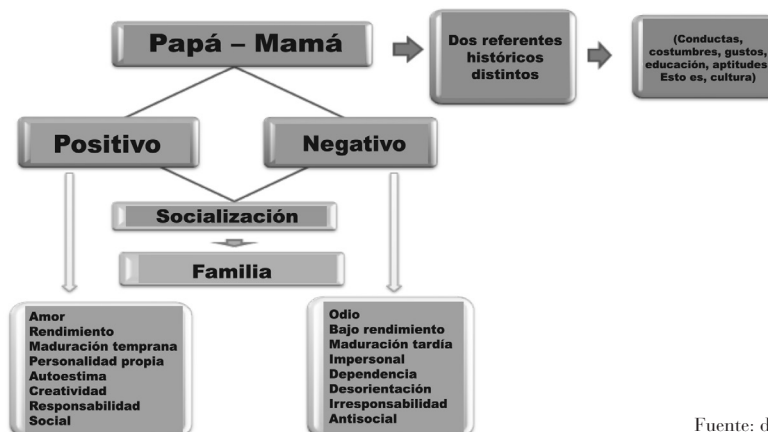 Papá – Mamá
Dos referentes
históricos
distintos
(Conductas,
costumbres, gustos,
educación, aptitudes
Esto es, cultura)
Positivo
Negativo
Socialización
Familia
Amor
Rendimiento
Maduración temprana
Personalidad propia
Autoestima
Creatividad
Responsabilidad
Social
Odio
Bajo rendimiento
Maduración tardía
Impersonal
Dependencia
Desorientación
Irresponsabilidad
Antisocial
Fuente: d